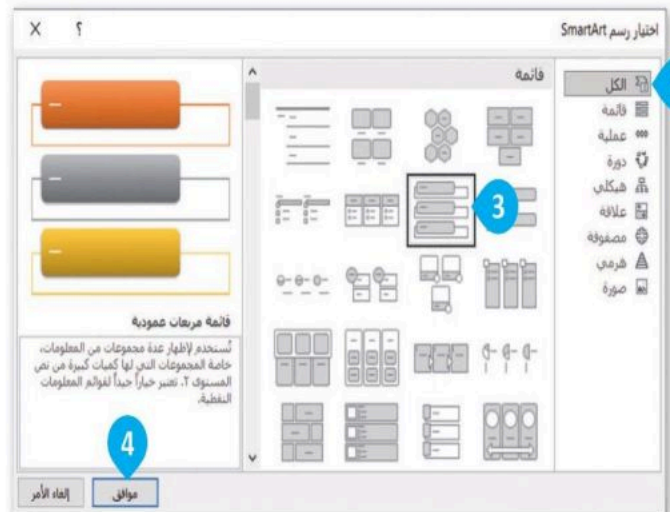 اختيار رسم SmartArt
؟
الكل
قائمة
عملية
دورة
هيكلي
علاقة
مصفوفة
هرمي
صورة
قائمة
3
قائمة مربعات عمودية
تُستخدم لإظهار عدة مجموعات من المعلومات،
خاصة المجموعات التي لها كميات كبيرة من نص
المستوى ٢. تعتبر خياراً جيداً لقوائم المعلومات
النقطية.
4
موافق
إلغاء الأمر